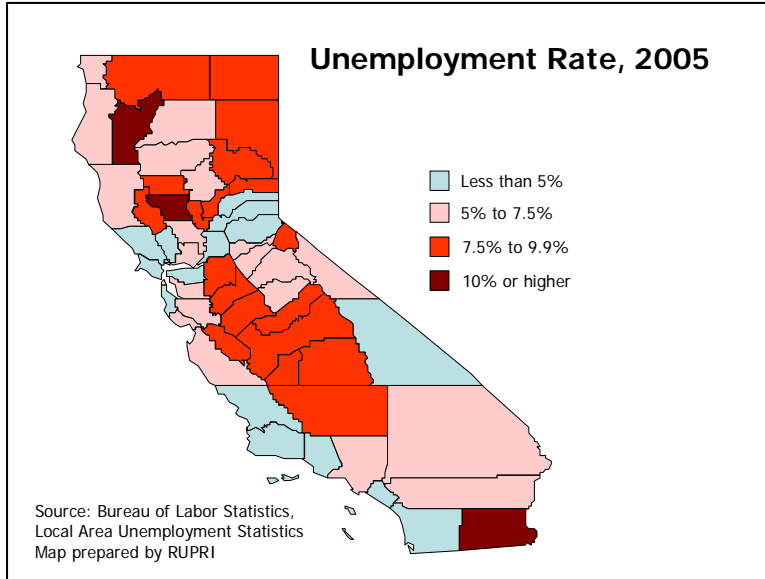 Unemployment Rate, 2005
Less than 5%
5% to 7.5%
7.5% to 9.9%
10% or higher
Source: Bureau of Labor Statistics,
Local Area Unemployment Statistics
Map prepared by RUPRI